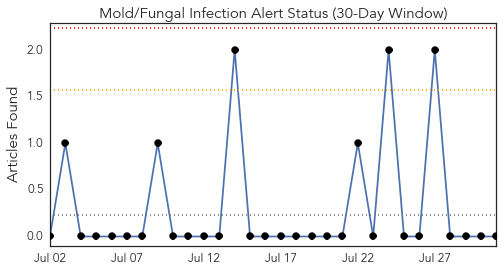 Mold/Fungal Infection Alert Status (30-Day Window)
Articles Found
2.0
1.5
1.0
0.5
0.0
Jul 02 Jul 07 Jul 12 Jul 17 Jul 22 Jul 27